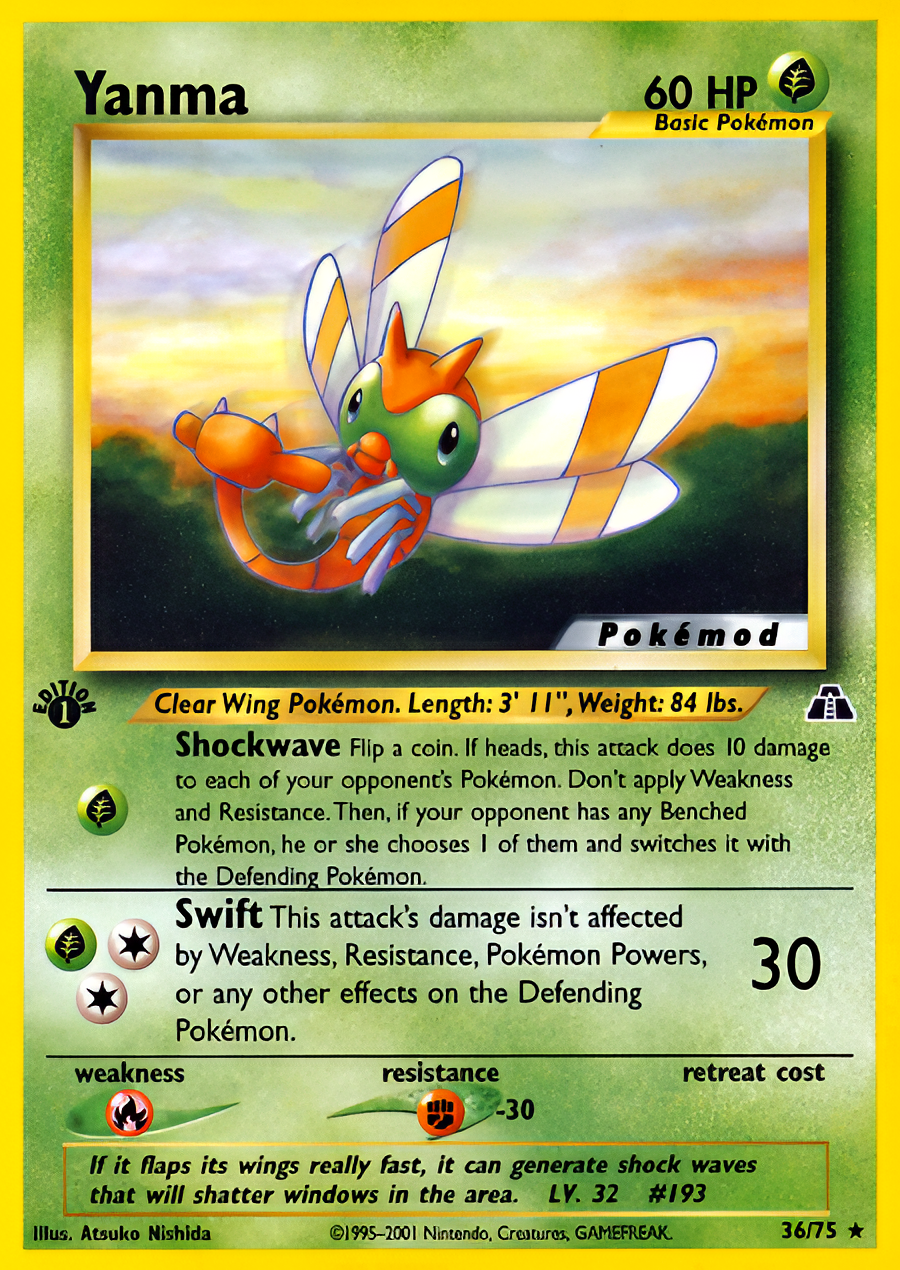 Yanma
60 HP
Basic Pokémon
Pokémod
EDITION
1
Clear Wing Pokémon. Length: 3' 11", Weight: 84 lbs.
Shockwave Flip a coin. If heads, this attack does 10 damage
to each of your opponent's Pokémon. Don't apply Weakness
and Resistance. Then, if your opponent has any Benched
Pokémon, he or she chooses 1 of them and switches it with
the Defending Pokémon.
Swift This attack's damage isn't affected
by Weakness, Resistance, Pokémon Powers,
or any other effects on the Defending
Pokémon.
30
weakness
resistance
retreat cost
-30
If it flaps its wings really fast, it can generate shock waves
that will shatter windows in the area. LV. 32 #193
Illus. Atsuko Nishida
©1995–2001 Nintendo, Creatures, GAMEFREAK.
36/75 ★